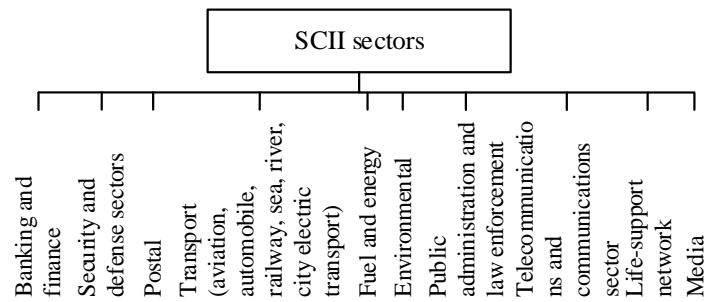 SCII sectors
Banking and
finance
Security and
defense sectors
Postal
Transport
(aviation,
automobile,
railway, sea, river,
city electric
transport)
Fuel and energy
Environmental
Public
administration and
law enforcement
Telecommunicatio
ns and
communications
sector
Life-support
network
Media